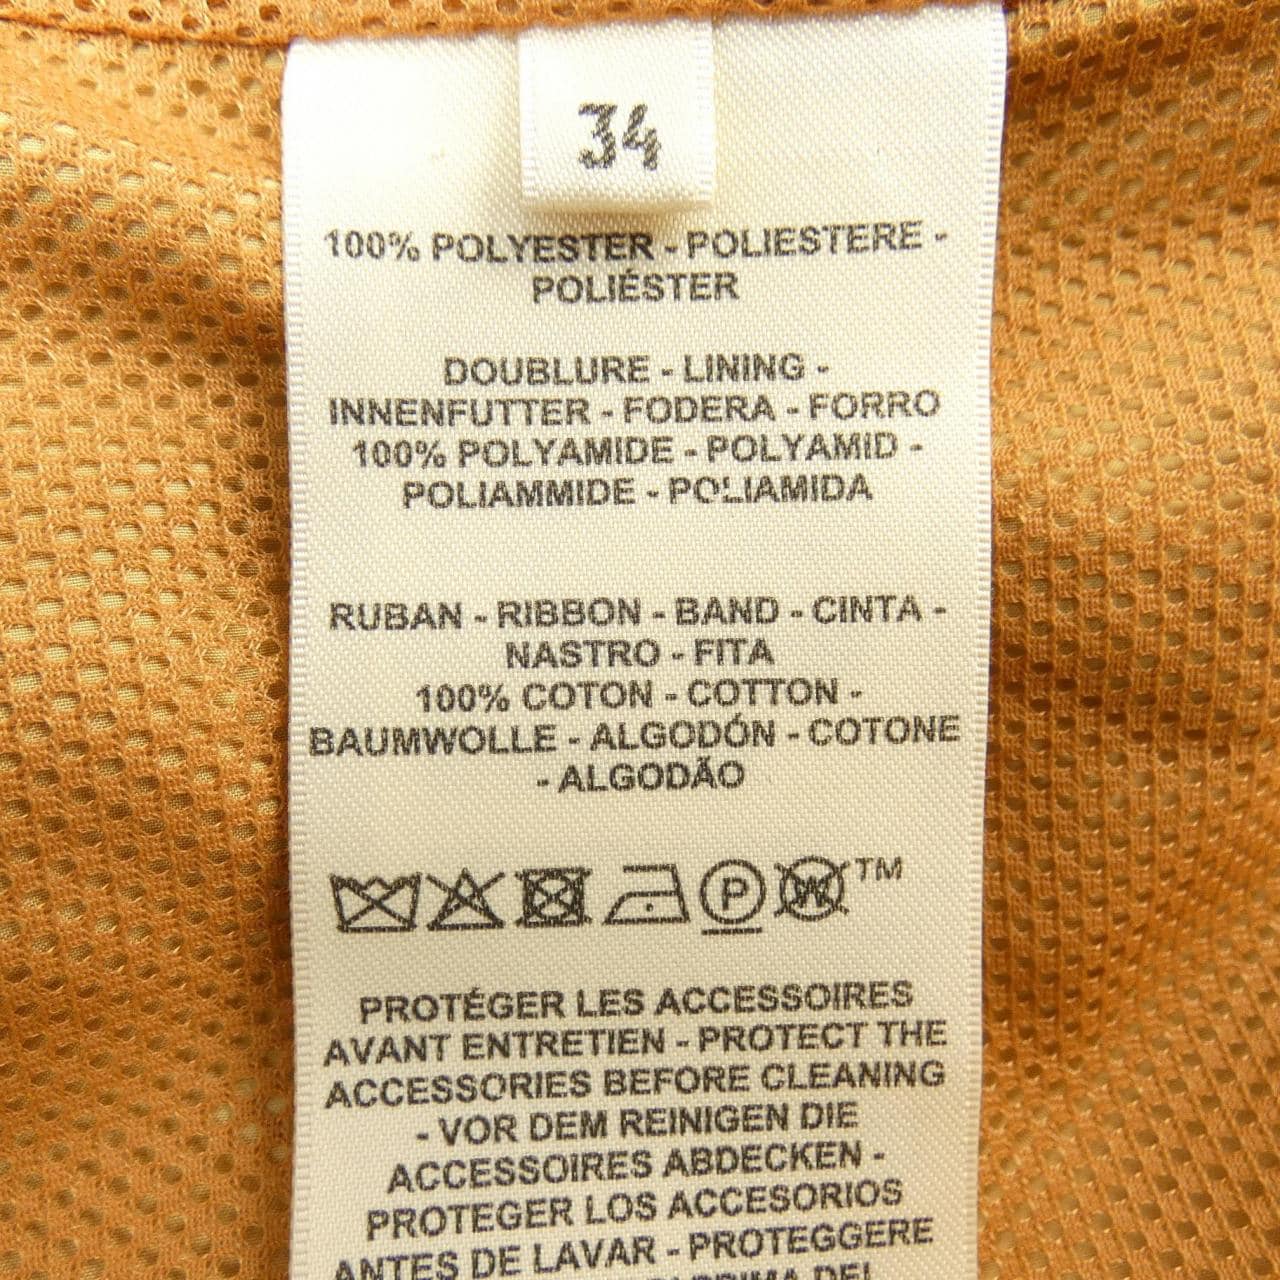 34
100% POLYESTER - POLIESTERE -
POLIÉSTER
DOUBLURE - LINING -
INNENFUTTER - FODERA - FORRO
100% POLYAMIDE - POLYAMID -
POLIAMMIDE - POLIAMIDA
RUBAN - RIBBON - BAND - CINTA -
NASTRO - FITA
100% COTON - COTTON -
BAUMWOLLE - ALGODÓN - COTONE
- ALGODÃO
P W TM
PROTÉGER LES ACCESSOIRES
AVANT ENTRETIEN - PROTECT THE
ACCESSORIES BEFORE CLEANING
- VOR DEM REINIGEN DIE
ACCESSOIRES ABDECKEN -
PROTEGER LOS ACCESORIOS
ANTES DE LAVAR - PROTEGGERE
PRIMA DEL